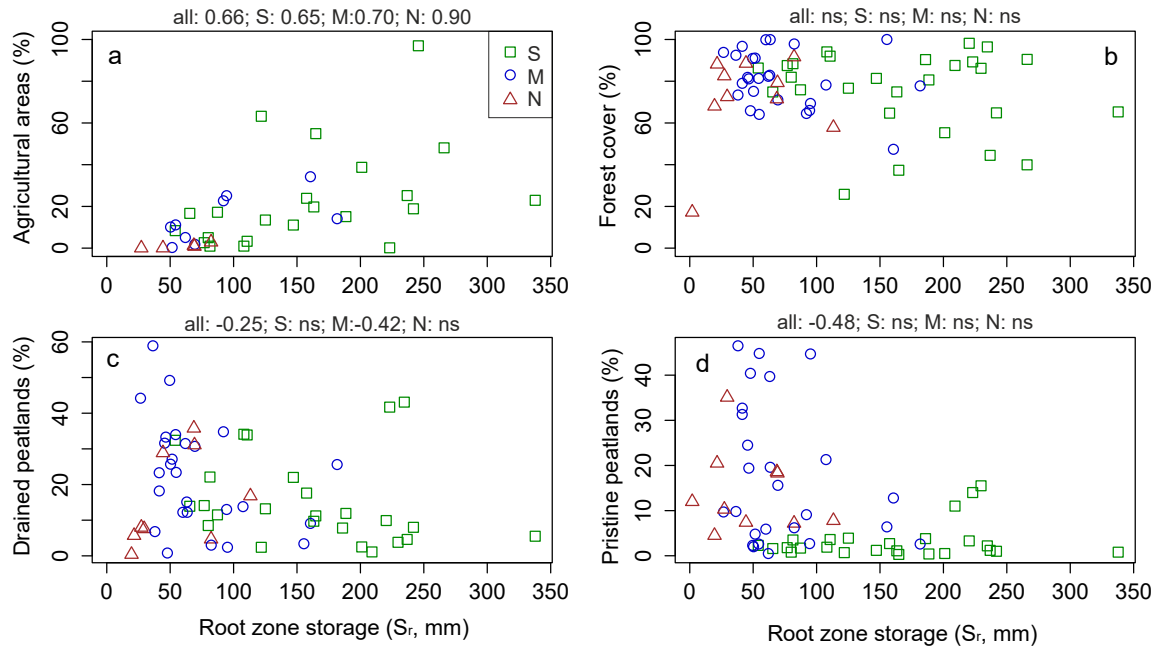 all: 0.66; S: 0.65; M:0.70; N: 0.90
a
S
M
N
Agricultural areas (%)
0 20 60 100
0 50 100 150 200 250 300 350
all: ns; S: ns; M: ns; N: ns
b
Forest cover (%)
0 20 60 100
0 50 100 150 200 250 300 350
all: -0.25; S: ns; M:-0.42; N: ns
c
Drained peatlands (%)
0 20 40 60
0 50 100 150 200 250 300 350
Root zone storage (Sᵣ, mm)
all: -0.48; S: ns; M: ns; N: ns
d
Pristine peatlands (%)
0 10 20 30 40
0 50 100 150 200 250 300 350
Root zone storage (Sᵣ, mm)